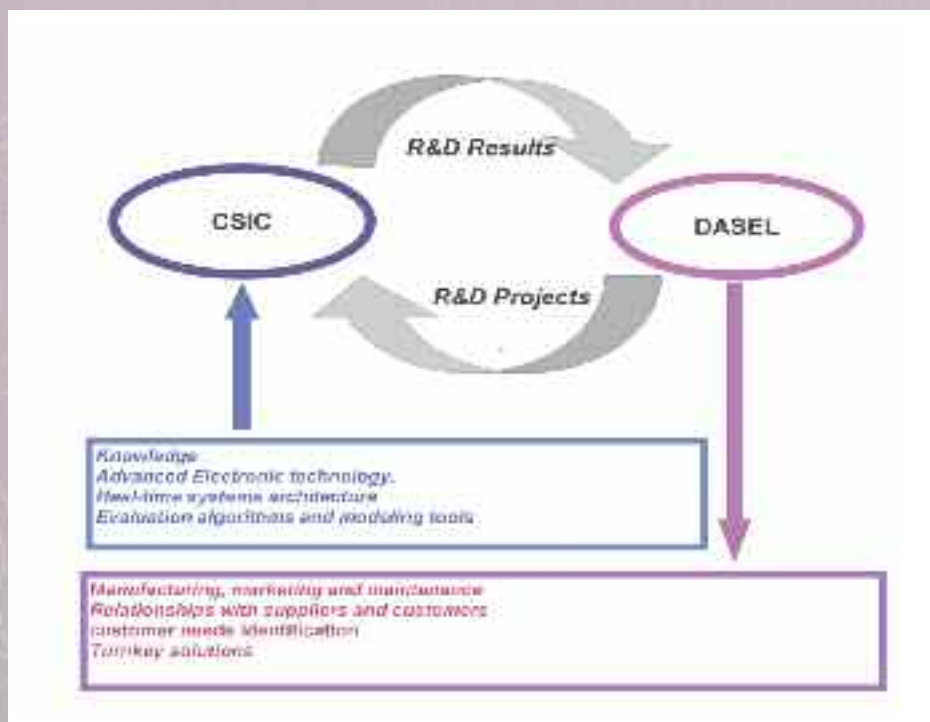 R&D Results
CSIC
DASEL
R&D Projects
Knowledge
Advanced Electronic technology.
Real-time systems architecture
Evaluation algorithms and modeling tools
Manufacturing, marketing and maintenance
Relationships with suppliers and customers
customer needs identification
Turnkey solutions